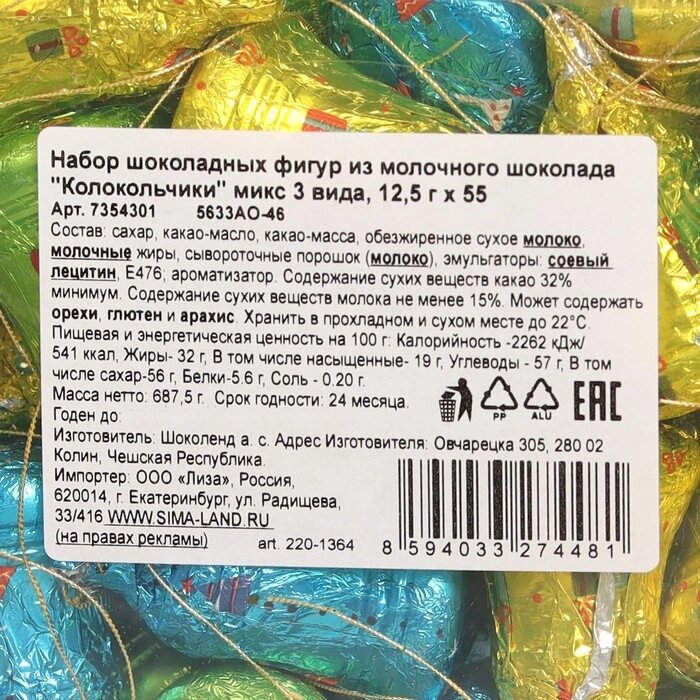 Набор шоколадных фигур из молочного шоколада
"Колокольчики" микс 3 вида, 12,5 г х 55
Арт. 7354301 5633АО-46
Состав: сахар, какао-масло, какао-масса, обезжиренное сухое молоко,
молочные жиры, сывороточные порошок (молоко), эмульгаторы: соевый
лецитин, Е476; ароматизатор. Содержание сухих веществ какао 32%
минимум. Содержание сухих веществ молока не менее 15%. Может содержать
орехи, глютен и арахис. Хранить в прохладном и сухом месте до 22°С.
Пищевая и энергетическая ценность на 100 г: Калорийность -2262 кДж/
541 ккал, Жиры- 32 г, В том числе насыщенные- 19 г, Углеводы - 57 г, В том
числе сахар-56 г, Белки-5.6 г, Соль - 0.20 г.
Масса нетто: 687,5 г. Срок годности: 24 месяца.
PP ALU EAC
Годен до:
Изготовитель: Шоколенд а. с. Адрес Изготовителя: Овчарецка 305, 280 02
Колин, Чешская Республика.
Импортер: ООО «Лиза», Россия,
620014, г. Екатеринбург, ул. Радищева,
33/416 WWW.SIMA-LAND.RU
(на правах рекламы) art. 220-1364
8 594033 274481